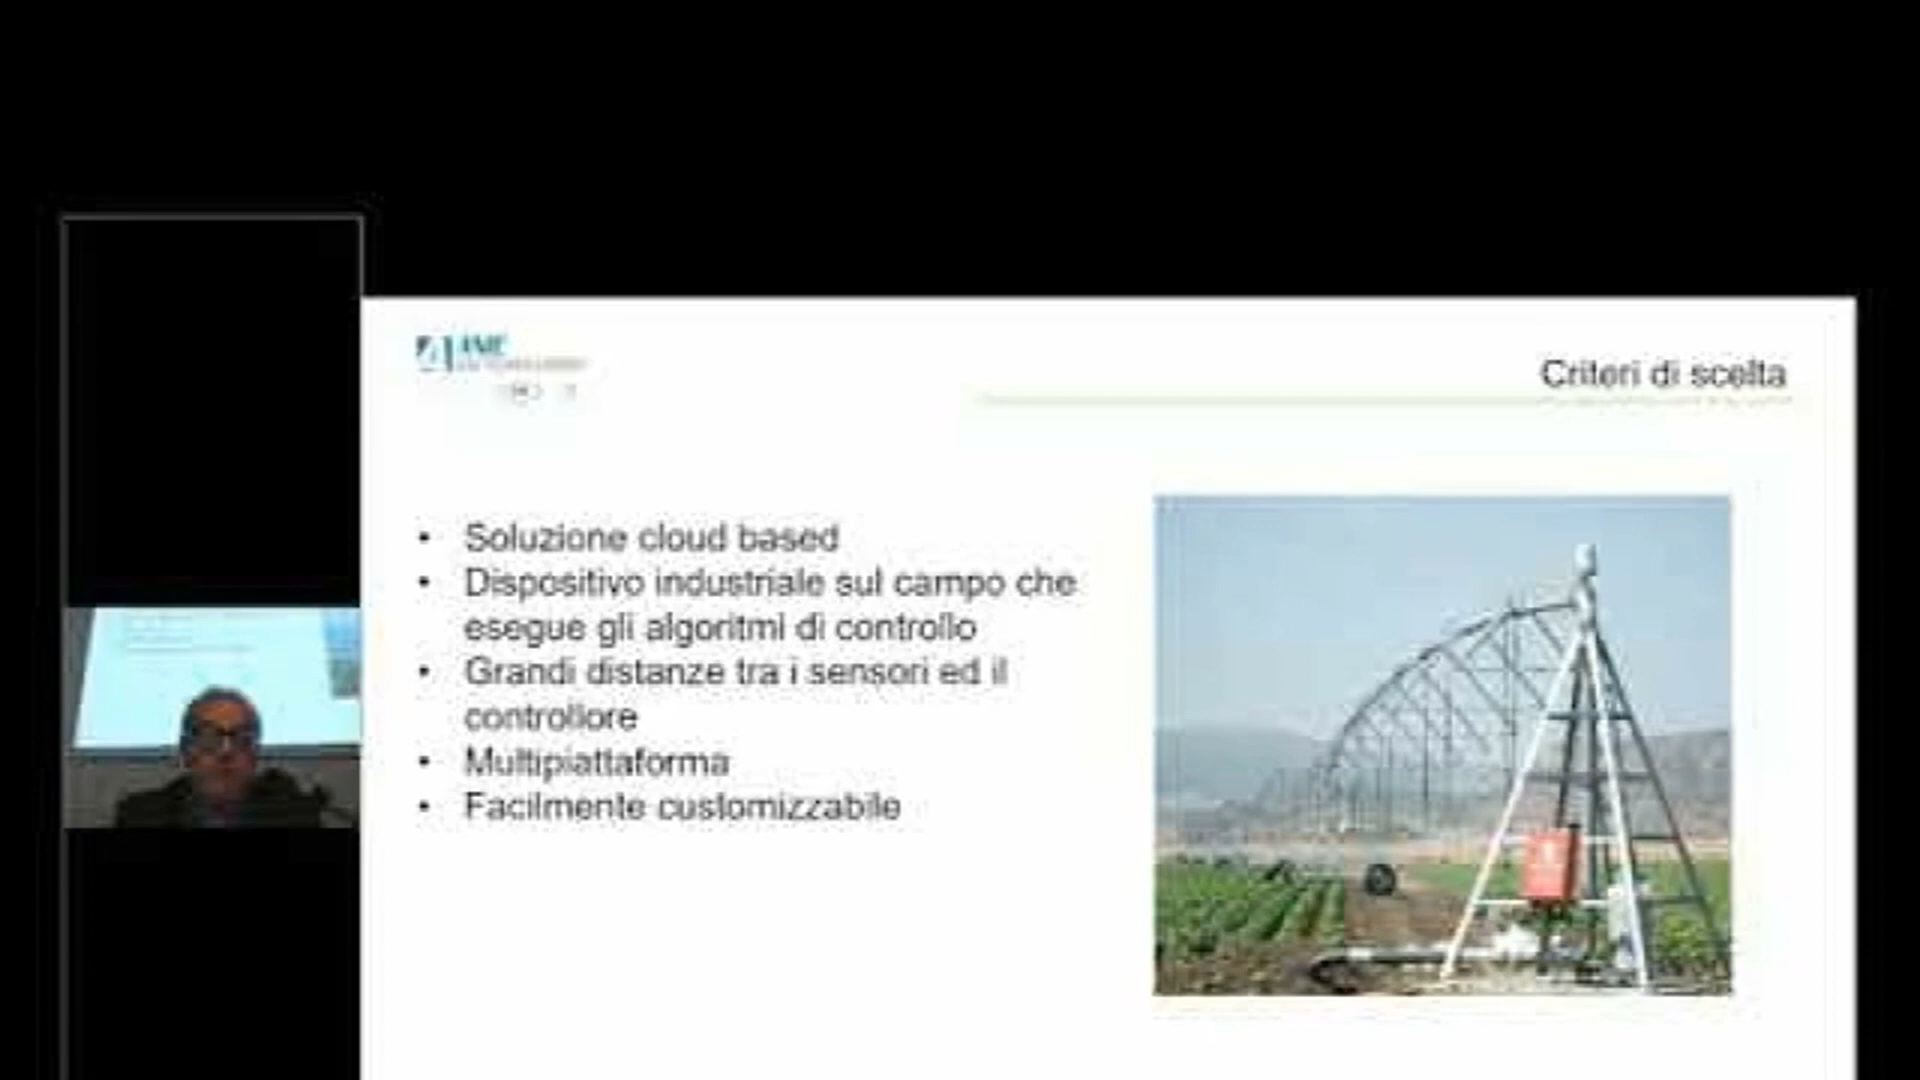 Criteri di scelta
• Soluzione cloud based
• Dispositivo industriale sul campo che
esegue gli algoritmi di controllo
• Grandi distanze tra i sensori ed il
controllore
• Multipiattaforma
• Facilmente customizzabile